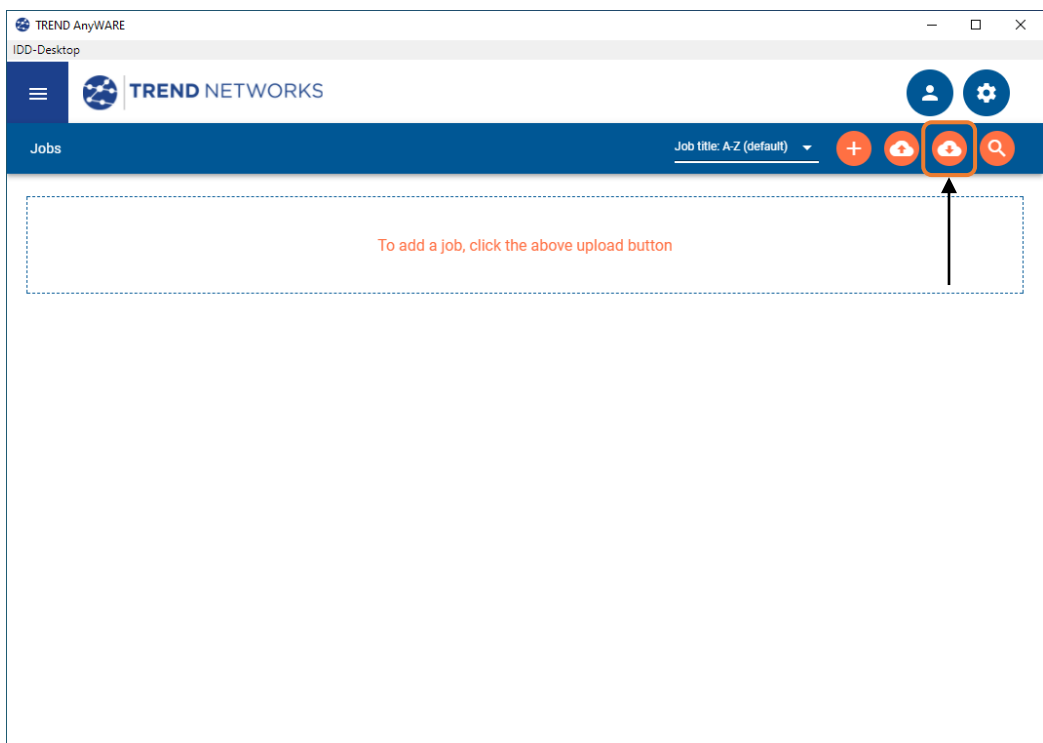 TREND AnyWARE
IDD-Desktop
TREND NETWORKS
Jobs
Job title: A-Z (default)
To add a job, click the above upload button